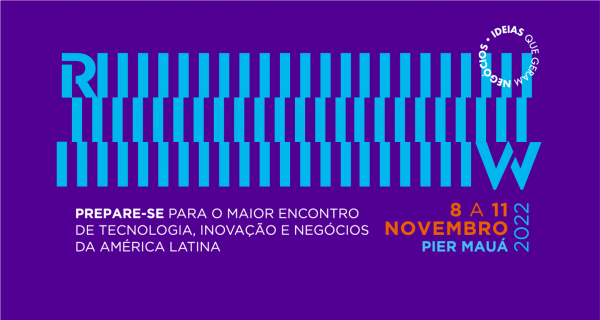 R
W
IDEIAS QUE GERAM NEGÓCIOS •
PREPARE-SE PARA O MAIOR ENCONTRO
DE TECNOLOGIA, INOVAÇÃO E NEGÓCIOS
DA AMÉRICA LATINA
8 A 11
NOVEMBRO
PIER MAUÁ
2022